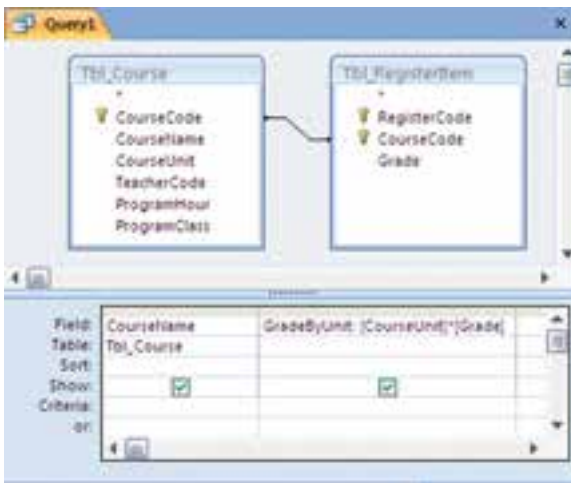 Query1
Tbl_Course
*
CourseCode
CourseName
CourseUnit
TeacherCode
ProgramHour
ProgramClass
Tbl_RegisterItem
*
RegisterCode
CourseCode
Grade
Field: CourseName GradeByUnit: [CourseUnit]*[Grade]
Table: Tbl_Course
Sort:
Show:
Criteria:
or: